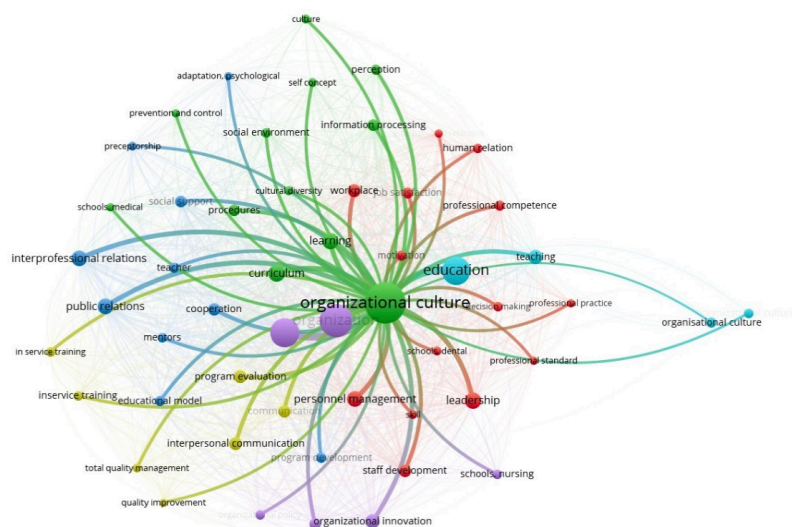 culture
perception
adaptation, psychological
self concept
prevention and control
information processing
social environment
preceptorship
human relation
cultural diversity
workplace
job satisfaction
social support
schools, medical
procedures
professional competence
learning
motivation
interprofessional relations
teacher
curriculum
education
teaching
organizational culture
public relations
cooperation
decision making
professional practice
organisational culture
mentors
in service training
schools, dental
professional standard
program evaluation
inservice training
educational model
communication
personnel management
leadership
skill
interpersonal communication
program development
total quality management
staff development
schools, nursing
quality improvement
organizational policy
organizational innovation